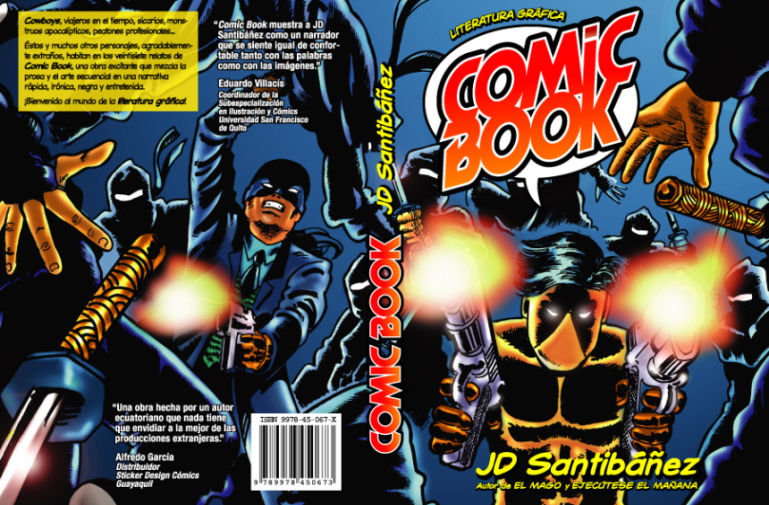 Cowboys, viajeros en el tiempo, sicarios, mons-
truos apocalípticos, peatones profesionales...
Éstos y muchos otros personajes, agradablemen-
te extraños, habitan en los veintisiete relatos de
Comic Book, una obra excitante que mezcla la
prosa y el arte secuencial en una narrativa
rápida, irónica, negra y entretenida.
¡Bienvenido al mundo de la literatura gráfica!
"Comic Book muestra a JD
Santibáñez como un narrador
que se siente igual de confor-
table tanto con las palabras
como con las imágenes."
Eduardo Villacís
Coordinador de la
Subespecialización
en Ilustración y Cómics
Universidad San Francisco
de Quito
"Una obra hecha por un autor
ecuatoriano que nada tiene
que envidiar a la mejor de las
producciones extranjeras."
Alfredo García
Distribuidor
Sticker Design Cómics
Guayaquil
ISBN 9978-45-067-X
9 789978 450673
COMIC BOOK JD Santibáñez
LITERATURA GRÁFICA
COMiC
BOOK
JD Santibáñez
Autor de EL MAGO y EJECÚTESE EL MAÑANA